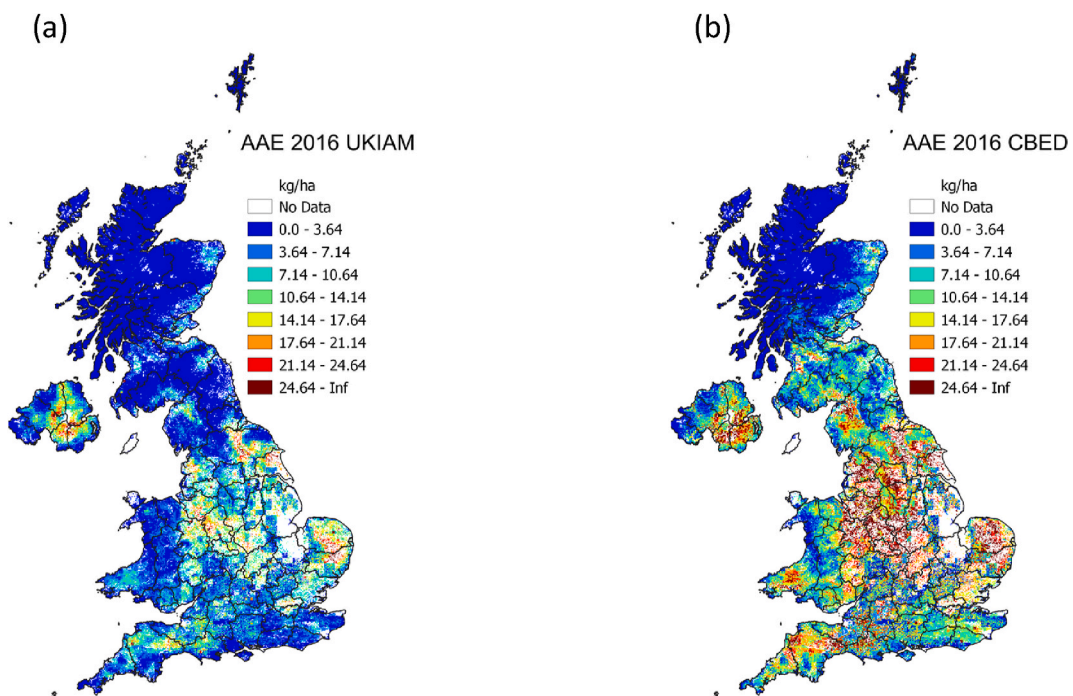 (a)
AAE 2016 UKIAM
kg/ha
No Data
0.0 - 3.64
3.64 - 7.14
7.14 - 10.64
10.64 - 14.14
14.14 - 17.64
17.64 - 21.14
21.14 - 24.64
24.64 - Inf
(b)
AAE 2016 CBED
kg/ha
No Data
0.0 - 3.64
3.64 - 7.14
7.14 - 10.64
10.64 - 14.14
14.14 - 17.64
17.64 - 21.14
21.14 - 24.64
24.64 - Inf